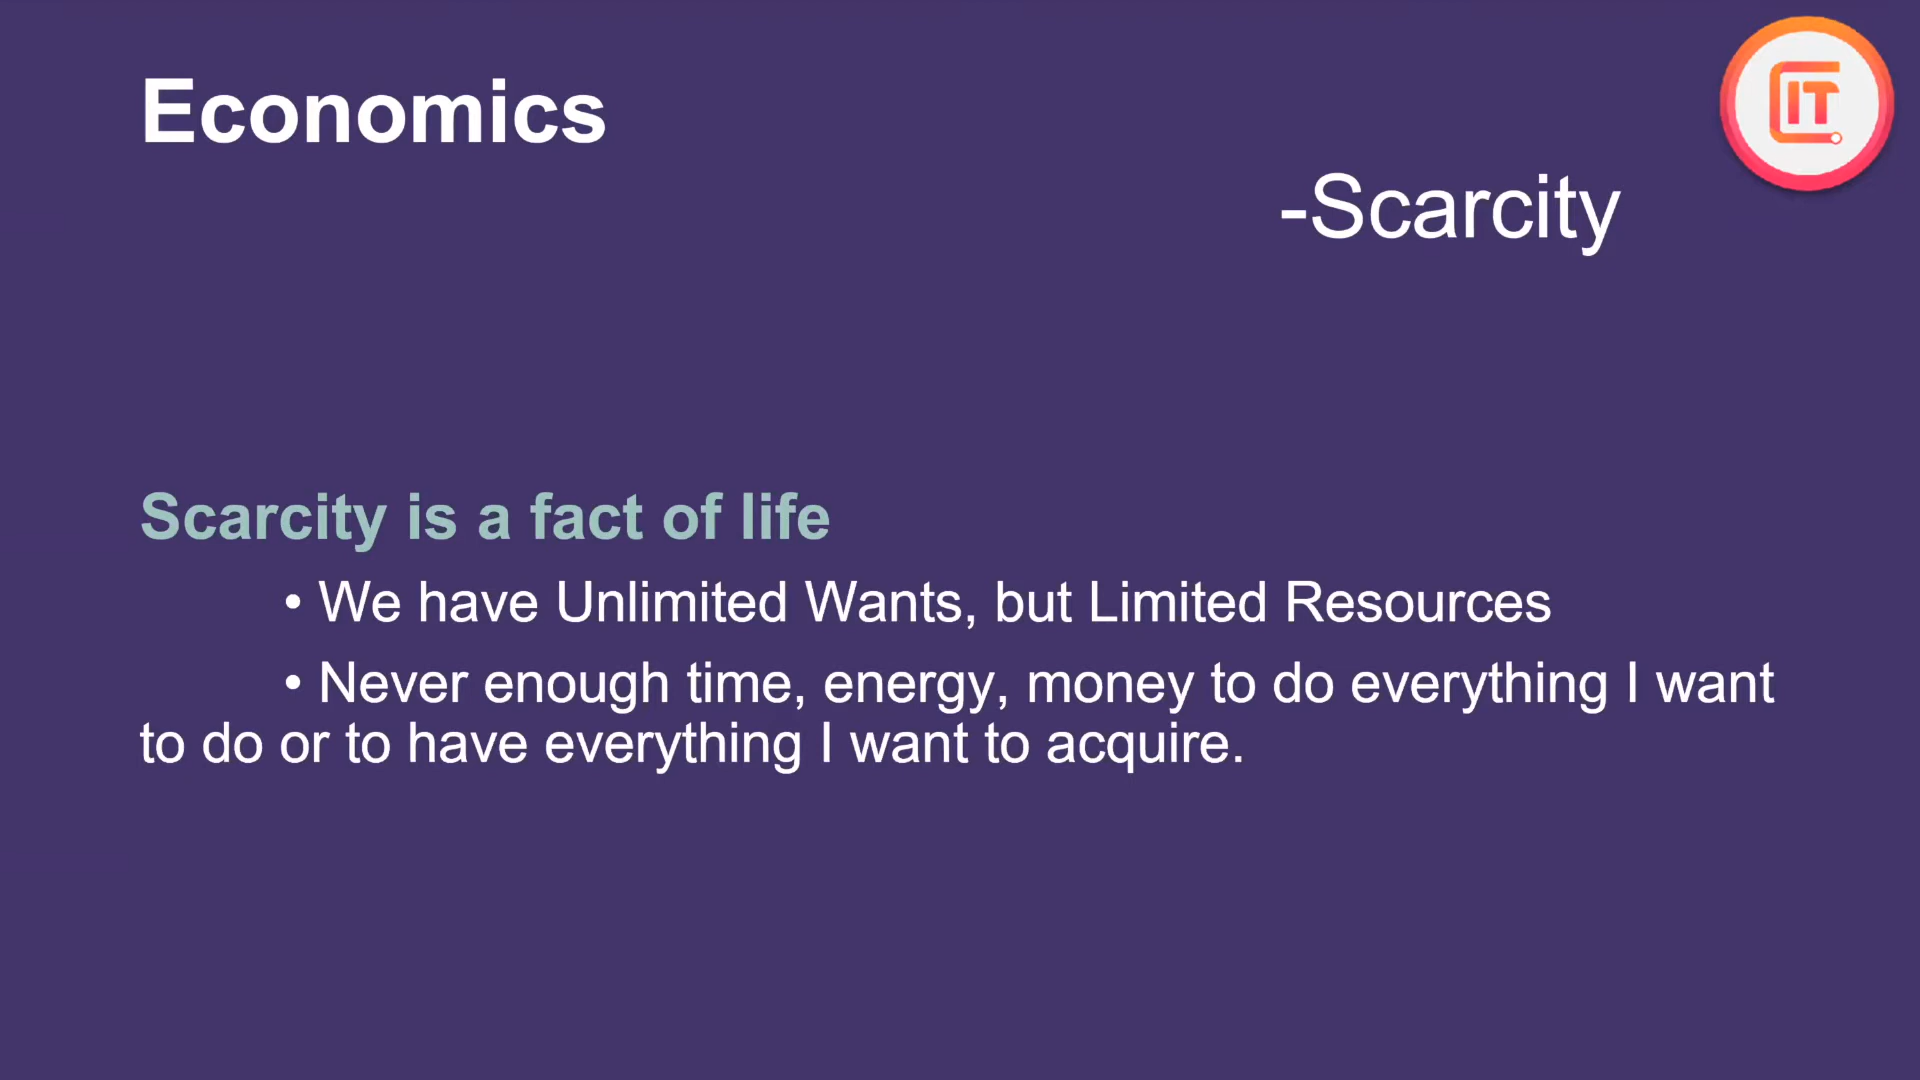 Economics
IT
-Scarcity
Scarcity is a fact of life
• We have Unlimited Wants, but Limited Resources
• Never enough time, energy, money to do everything I want
to do or to have everything I want to acquire.